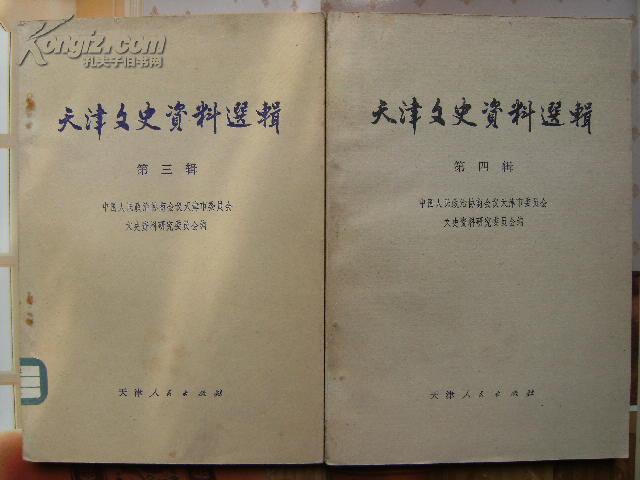 Kongfz.com
孔夫子旧书网
天津文史資料選輯
第三辑
中国人民政治协商会议天津市委员会
文史资料研究委员会编
天津人民出版社
天津文史資料選輯
第四辑
中国人民政治协商会议天津市委员会
文史资料研究委员会编
天津人民出版社